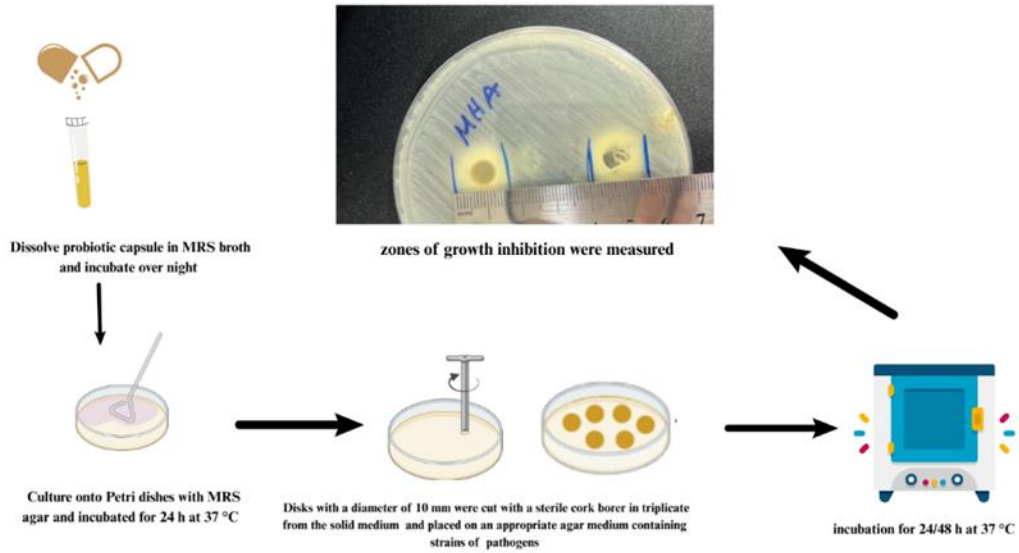 Dissolve probiotic capsule in MRS broth
and incubate over night
MHA
5 6 7
zones of growth inhibition were measured
Culture onto Petri dishes with MRS
agar and incubated for 24 h at 37 °C
Disks with a diameter of 10 mm were cut with a sterile cork borer in triplicate
from the solid medium and placed on an appropriate agar medium containing
strains of pathogens
incubation for 24/48 h at 37 °C